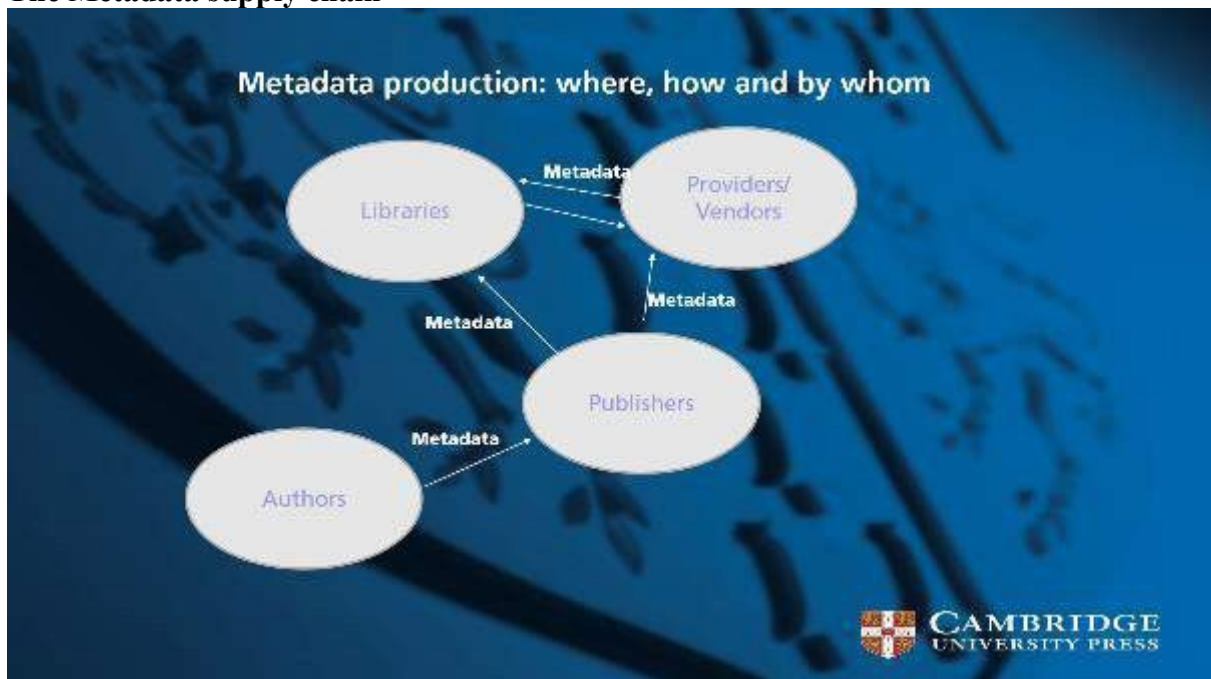 The Metadata supply chain
Metadata production: where, how and by whom
Metadata
Libraries
Providers/
Vendors
Metadata
Metadata
Publishers
Metadata
Authors
CAMBRIDGE
UNIVERSITY PRESS